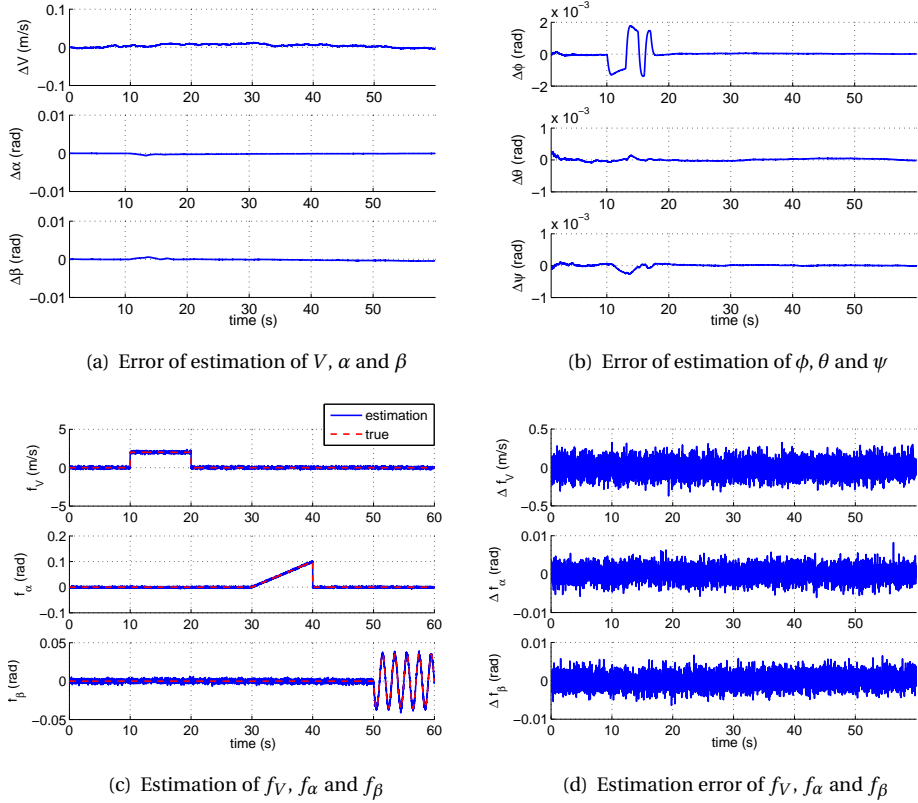 0.1
0
−0.1
ΔV (m/s)
0 10 20 30 40 50
0.01
0
−0.01
Δα (rad)
0 10 20 30 40 50
0.01
0
−0.01
Δβ (rad)
0 10 20 30 40 50
time (s)
(a) Error of estimation of V, α and β
x 10⁻³
2
0
−2
Δϕ (rad)
10 20 30 40 50
x 10⁻³
1
0
−1
Δθ (rad)
10 20 30 40 50
x 10⁻³
1
0
−1
Δψ (rad)
10 20 30 40 50
time (s)
(b) Error of estimation of ϕ, θ and ψ
estimation
true
5
0
−5
f_V (m/s)
0 10 20 30 40 50 60
0.2
0.1
0
−0.1
f_α (rad)
0 10 20 30 40 50 60
0.05
0
−0.05
f_β (rad)
0 10 20 30 40 50 60
time (s)
(c) Estimation of f_V, f_α and f_β
0.5
0
−0.5
Δ f_V (m/s)
0 10 20 30 40 50
0.01
0
−0.01
Δ f_α (rad)
0 10 20 30 40 50
0.01
0
−0.01
Δ f_β (rad)
0 10 20 30 40 50
time (s)
(d) Estimation error of f_V, f_α and f_β